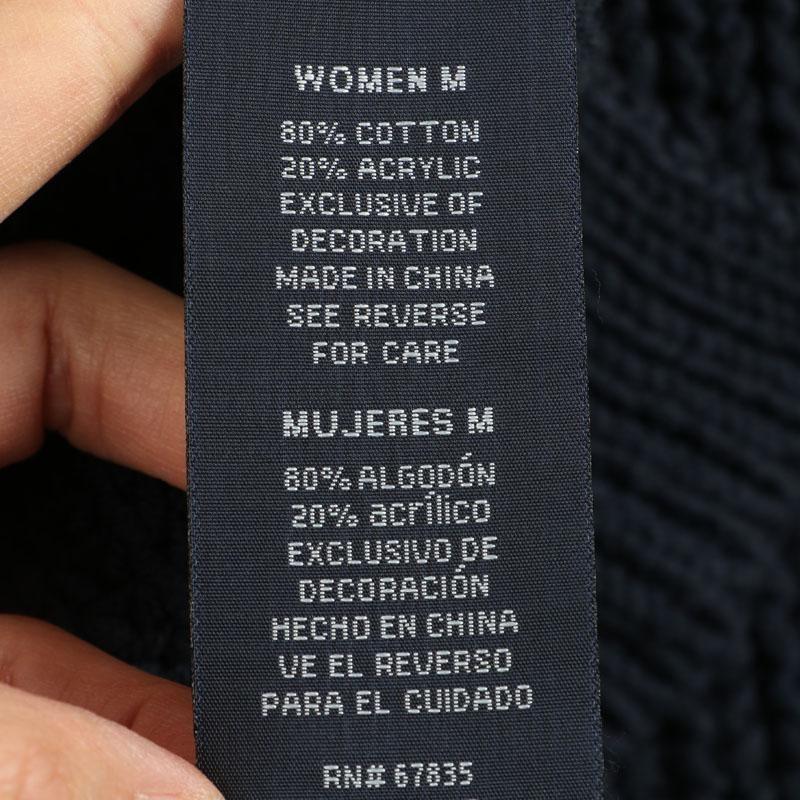 WOMEN M
80% COTTON
20% ACRYLIC
EXCLUSIVE OF
DECORATION
MADE IN CHINA
SEE REVERSE
FOR CARE
MUJERES M
80% ALGODÓN
20% acrílico
EXCLUSIVO DE
DECORACIÓN
HECHO EN CHINA
VE EL REVERSO
PARA EL CUIDADO
RN# 67835